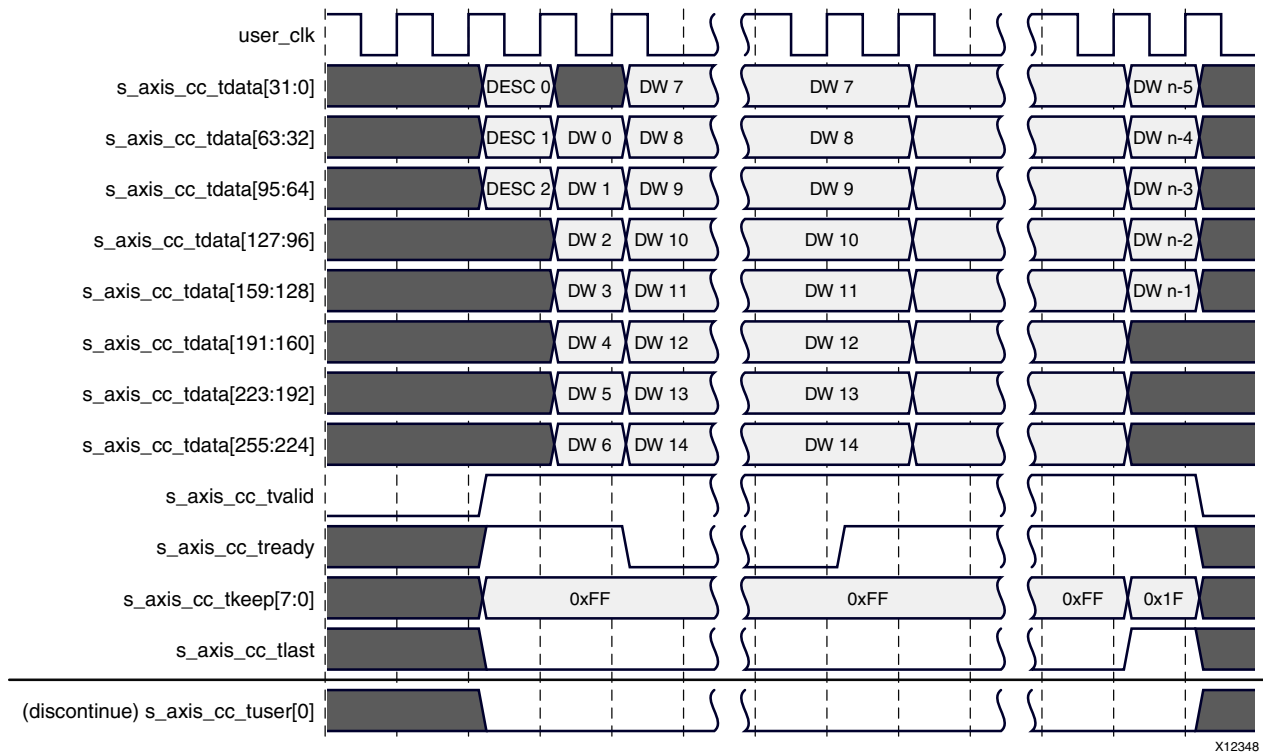 user_clk
s_axis_cc_tdata[31:0] DESC 0 DW 7 DW 7 DW n-5
s_axis_cc_tdata[63:32] DESC 1 DW 0 DW 8 DW 8 DW n-4
s_axis_cc_tdata[95:64] DESC 2 DW 1 DW 9 DW 9 DW n-3
s_axis_cc_tdata[127:96] DW 2 DW 10 DW 10 DW n-2
s_axis_cc_tdata[159:128] DW 3 DW 11 DW 11 DW n-1
s_axis_cc_tdata[191:160] DW 4 DW 12 DW 12
s_axis_cc_tdata[223:192] DW 5 DW 13 DW 13
s_axis_cc_tdata[255:224] DW 6 DW 14 DW 14
s_axis_cc_tvalid
s_axis_cc_tready
s_axis_cc_tkeep[7:0] 0xFF 0xFF 0xFF 0x1F
s_axis_cc_tlast
(discontinue) s_axis_cc_tuser[0]
X12348